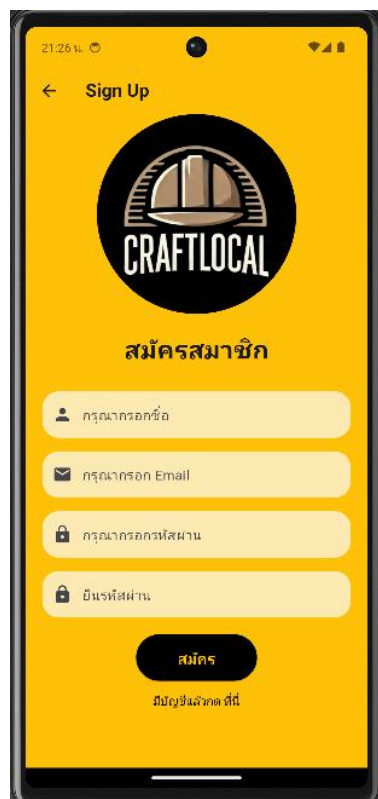 21:26 น.
Sign Up
CRAFTLOCAL
สมัครสมาชิก
กรุณากรอกชื่อ
กรุณากรอก Email
กรุณากรอกรหัสผ่าน
ยืนรหัสผ่าน
สมัคร
มีบัญชีแล้วกด ที่นี่